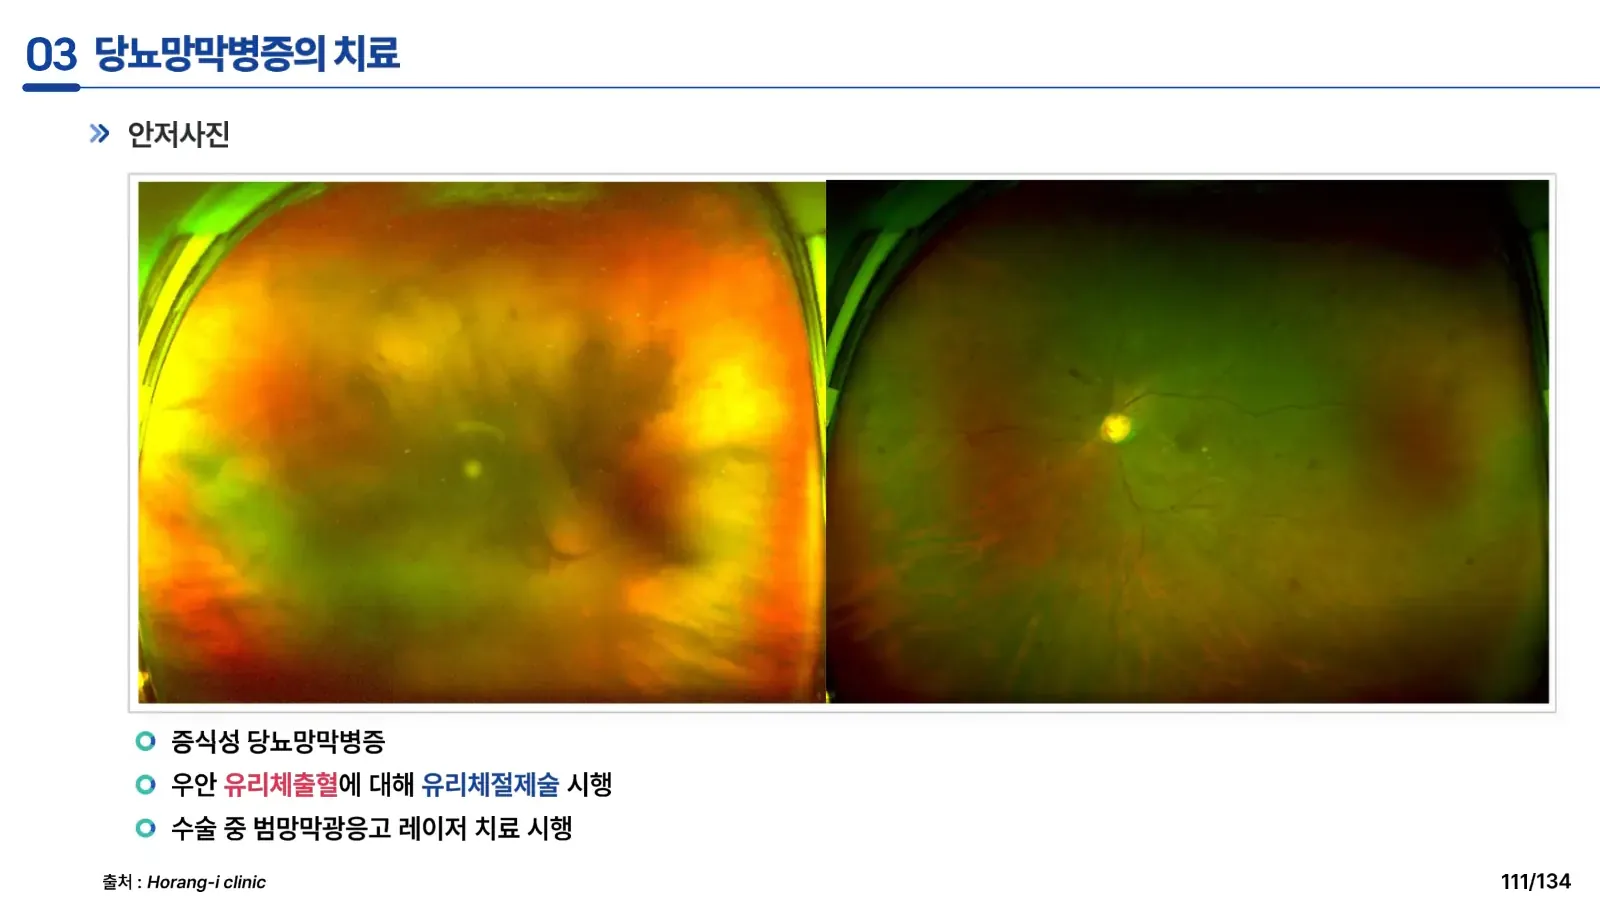 03 당뇨망막병증의 치료
안저사진
증식성 당뇨망막병증
우안 유리체출혈에 대해 유리체절제술 시행
수술 중 범망막광응고 레이저 치료 시행
출처 : Horang-i clinic
111/134